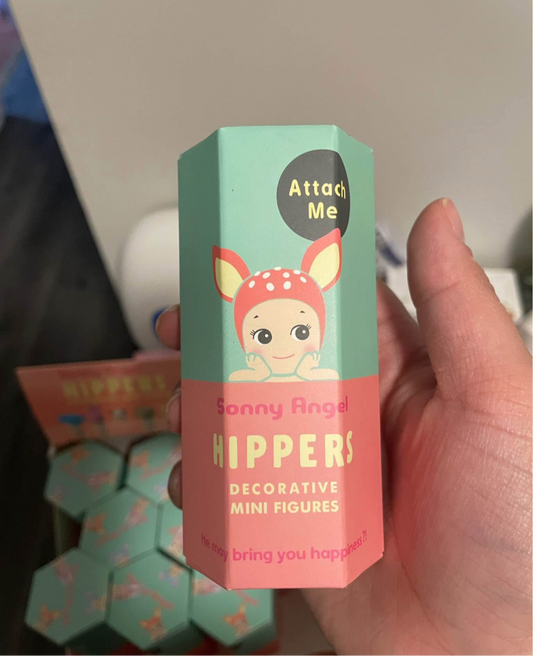 Attach
Me
Sonny Angel
HIPPERS
DECORATIVE
MINI FIGURES
He may bring you happiness?!
HIPPERS